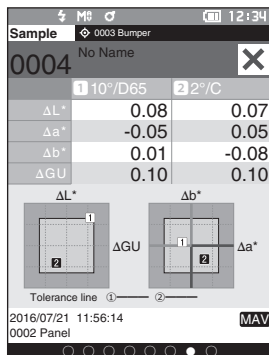 M 12:34
Sample 0003 Bumper
0004 No Name
1 10°/D65 2 2°/C
ΔL* 0.08 0.07
Δa* -0.05 0.05
Δb* 0.01 -0.08
ΔGU 0.10 0.10
ΔL* Δb*
1 ΔGU 1 Δa*
2 2
Tolerance line ① ②
2016/07/21 11:56:14 MAV
0002 Panel